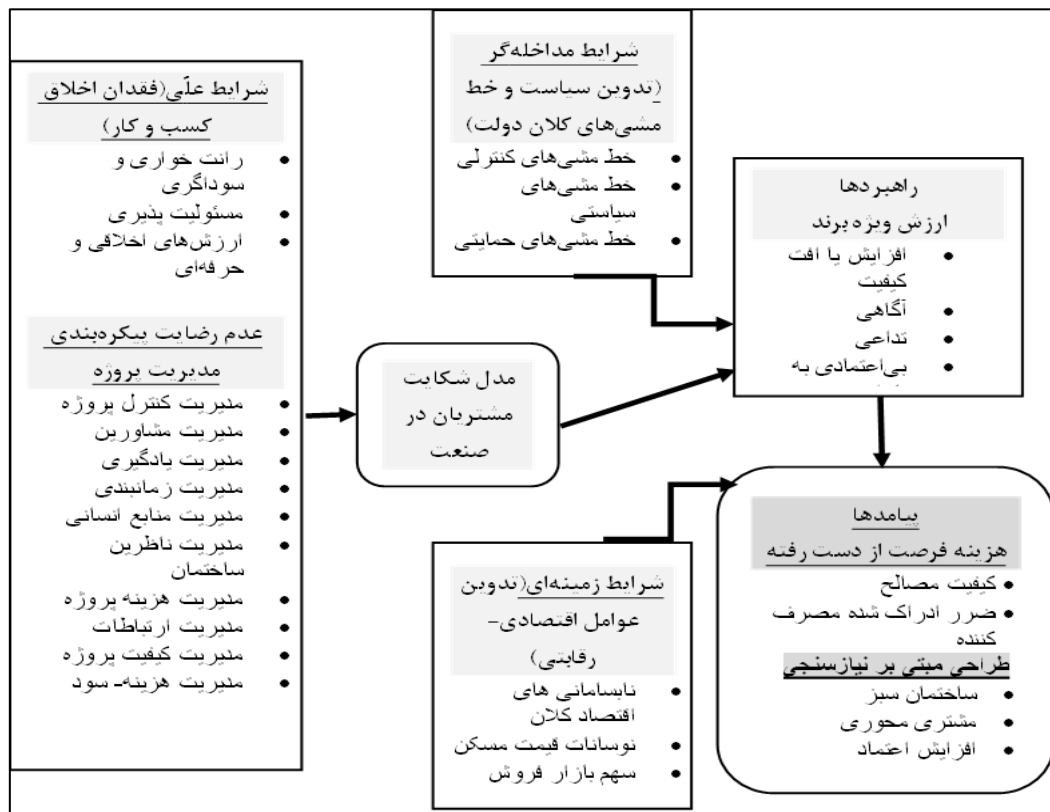 شرایط علّی(فقدان اخلاق
کسب و کار)
• رانت خواری و
سوداگری
• مسئولیت پذیری
• ارزش‌های اخلاقی و
حرفه‌ای
عدم رضایت پیکره‌بندی
مدیریت پروژه
• مدیریت کنترل پروژه
• مدیریت مشاورین
• مدیریت یادگیری
• مدیریت زمانبندی
• مدیریت منابع انسانی
• مدیریت ناظرین
ساختمان
• مدیریت هزینه پروژه
• مدیریت ارتباطات
• مدیریت کیفیت پروژه
• مدیریت هزینه- سود
شرایط مداخله‌گر
(تدوین سیاست و خط
مشی‌های کلان دولت)
• خط مشی‌های کنترلی
• خط مشی‌های
سیاستی
• خط مشی‌های حمایتی
مدل شکایت
مشتریان در
صنعت
شرایط زمینه‌ای(تدوین
عوامل اقتصادی-
رقابتی)
• نابسامانی های
اقتصاد کلان
• نوسانات قیمت مسکن
• سهم بازار فروش
راهبردها
ارزش ویژه برند
• افزایش یا افت
کیفیت
• آگاهی
• تداعی
• بی‌اعتمادی به
پیامدها
هزینه فرصت از دست رفته
• کیفیت مصالح
• ضرر ادراک شده مصرف
کننده
طراحی مبتی بر نیازسنجی
• ساختمان سبز
• مشتری محوری
• افزایش اعتماد